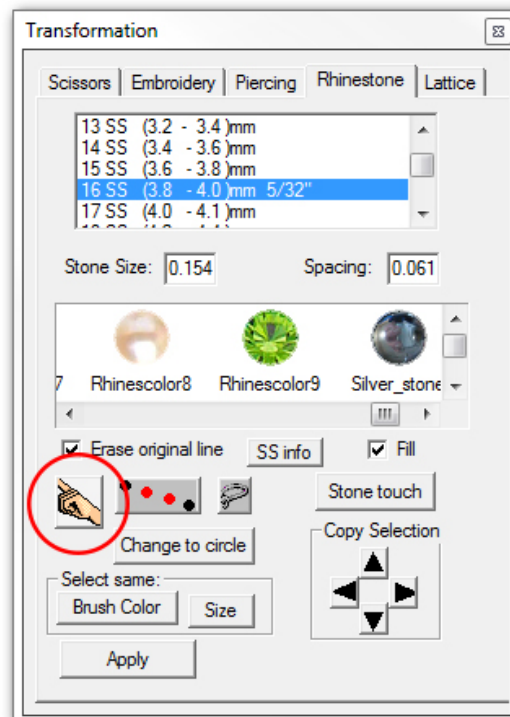 Transformation
Scissors Embroidery Piercing Rhinestone Lattice
13 SS (3.2 - 3.4 )mm
14 SS (3.4 - 3.6 )mm
15 SS (3.6 - 3.8 )mm
16 SS (3.8 - 4.0 )mm 5/32"
17 SS (4.0 - 4.1 )mm
Stone Size: 0.154 Spacing: 0.061
7 Rhinescolor8 Rhinescolor9 Silver_stone
Erase original line SS info Fill
Stone touch
Change to circle Copy Selection
Select same:
Brush Color Size
Apply